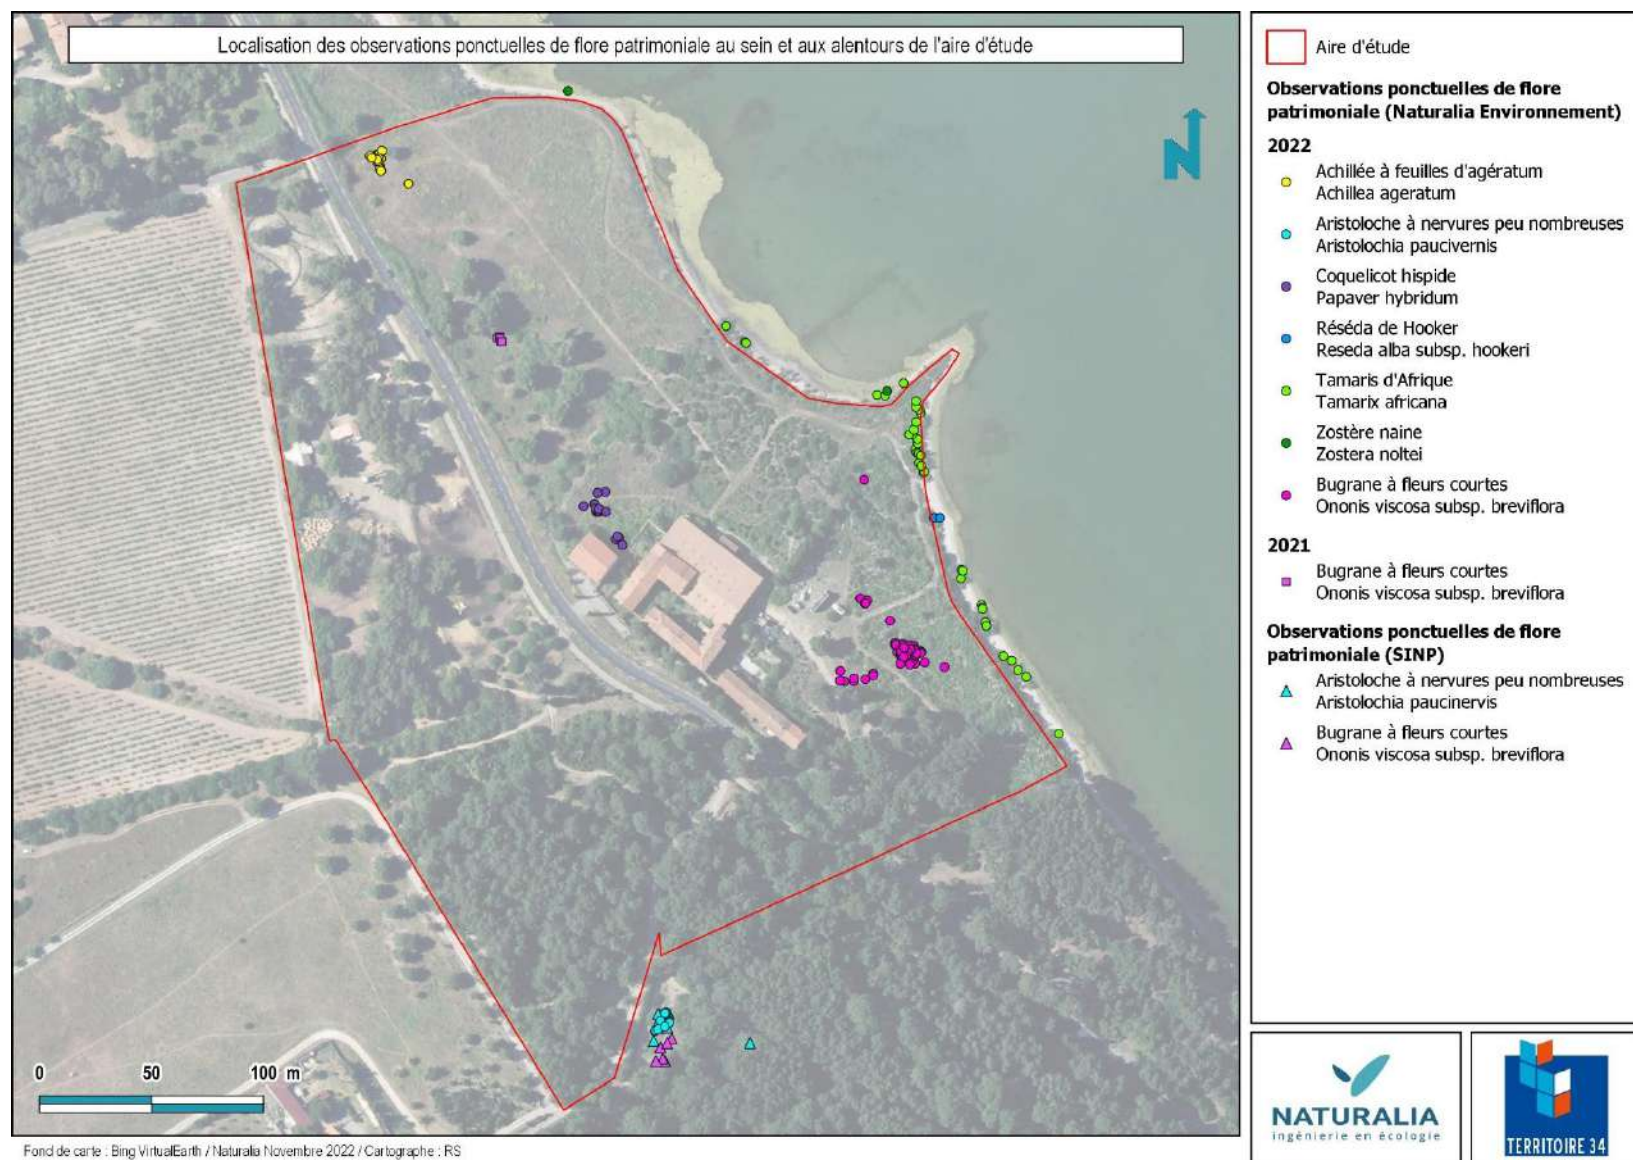 Localisation des observations ponctuelles de flore patrimoniale au sein et aux alentours de l'aire d'étude
N
0 50 100 m
Fond de carte : Bing VirtualEarth / Naturalia Novembre 2022 / Cartographe : RS
Aire d'étude
Observations ponctuelles de flore
patrimoniale (Naturalia Environnement)
2022
Achillée à feuilles d'agératum
Achillea ageratum
Aristoloche à nervures peu nombreuses
Aristolochia paucivernis
Coquelicot hispide
Papaver hybridum
Réséda de Hooker
Reseda alba subsp. hookeri
Tamaris d'Afrique
Tamarix africana
Zostère naine
Zostera noltei
Bugrane à fleurs courtes
Ononis viscosa subsp. breviflora
2021
Bugrane à fleurs courtes
Ononis viscosa subsp. breviflora
Observations ponctuelles de flore
patrimoniale (SINP)
Aristoloche à nervures peu nombreuses
Aristolochia paucinervis
Bugrane à fleurs courtes
Ononis viscosa subsp. breviflora
NATURALIA
ingénierie en écologie
TERRITOIRE 34